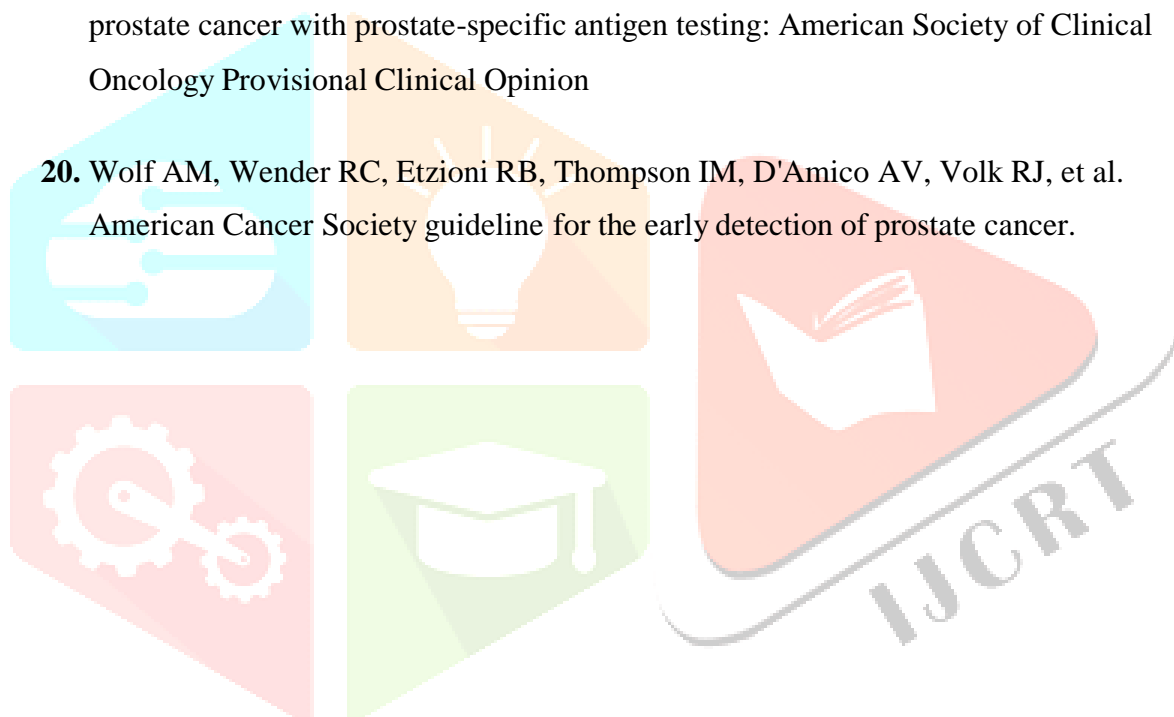 prostate cancer with prostate-specific antigen testing: American Society of Clinical
Oncology Provisional Clinical Opinion
20. Wolf AM, Wender RC, Etzioni RB, Thompson IM, D'Amico AV, Volk RJ, et al.
American Cancer Society guideline for the early detection of prostate cancer.
IJCRT